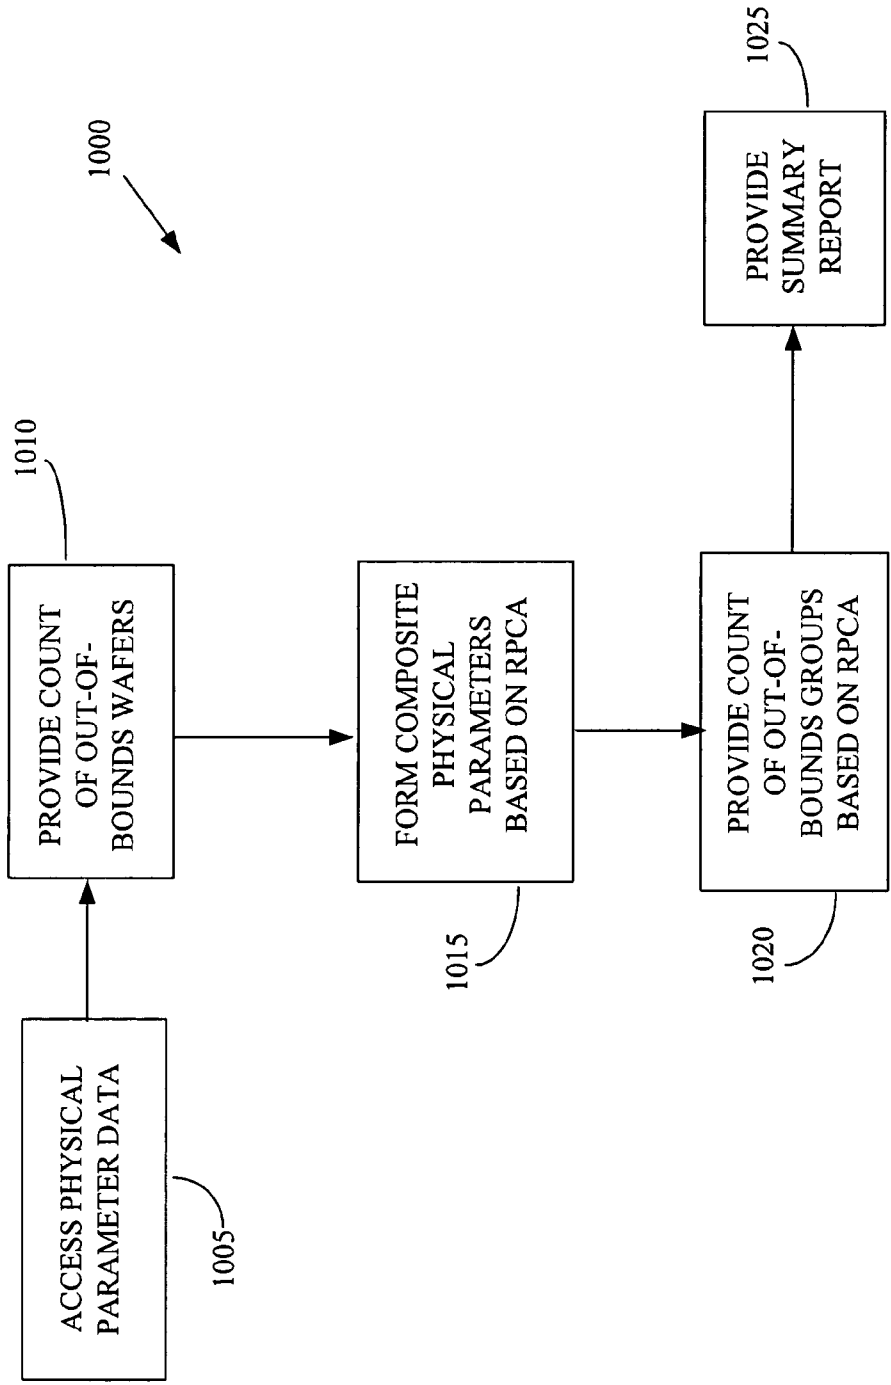 1000
ACCESS PHYSICAL
PARAMETER DATA
1005
PROVIDE COUNT
OF OUT-OF-
BOUNDS WAFERS
1010
FORM COMPOSITE
PHYSICAL
PARAMETERS
BASED ON RPCA
1015
PROVIDE COUNT
OF OUT-OF-
BOUNDS GROUPS
BASED ON RPCA
1020
PROVIDE
SUMMARY
REPORT
1025